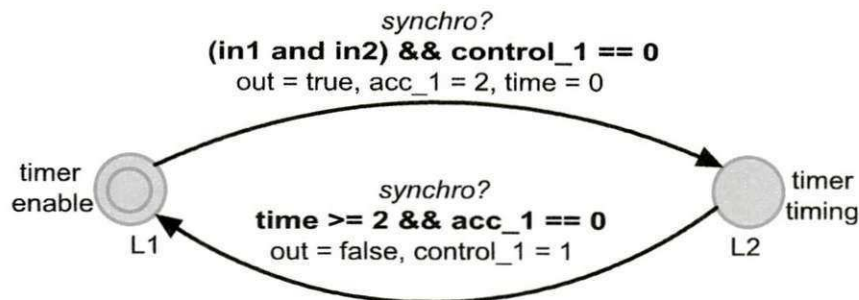 synchro?
(in1 and in2) && control_1 == 0
out = true, acc_1 = 2, time = 0
timer
enable
L1
synchro?
time >= 2 && acc_1 == 0
out = false, control_1 = 1
timer
timing
L2